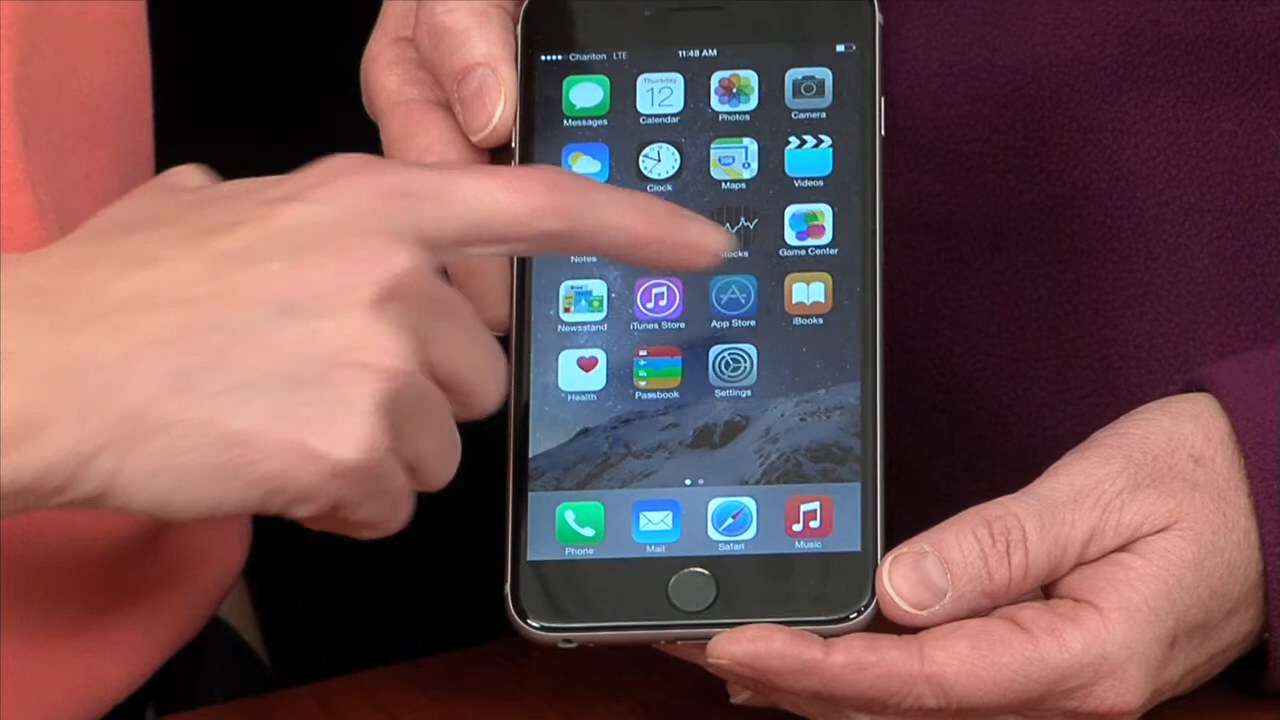 Chariton LTE 11:48 AM
Messages
Thursday
12
Calendar
Photos
Camera
Clock
Maps
Videos
Notes
Stocks
Game Center
Newsstand
iTunes Store
App Store
iBooks
Health
Passbook
Settings
Phone
Mail
Safari
Music